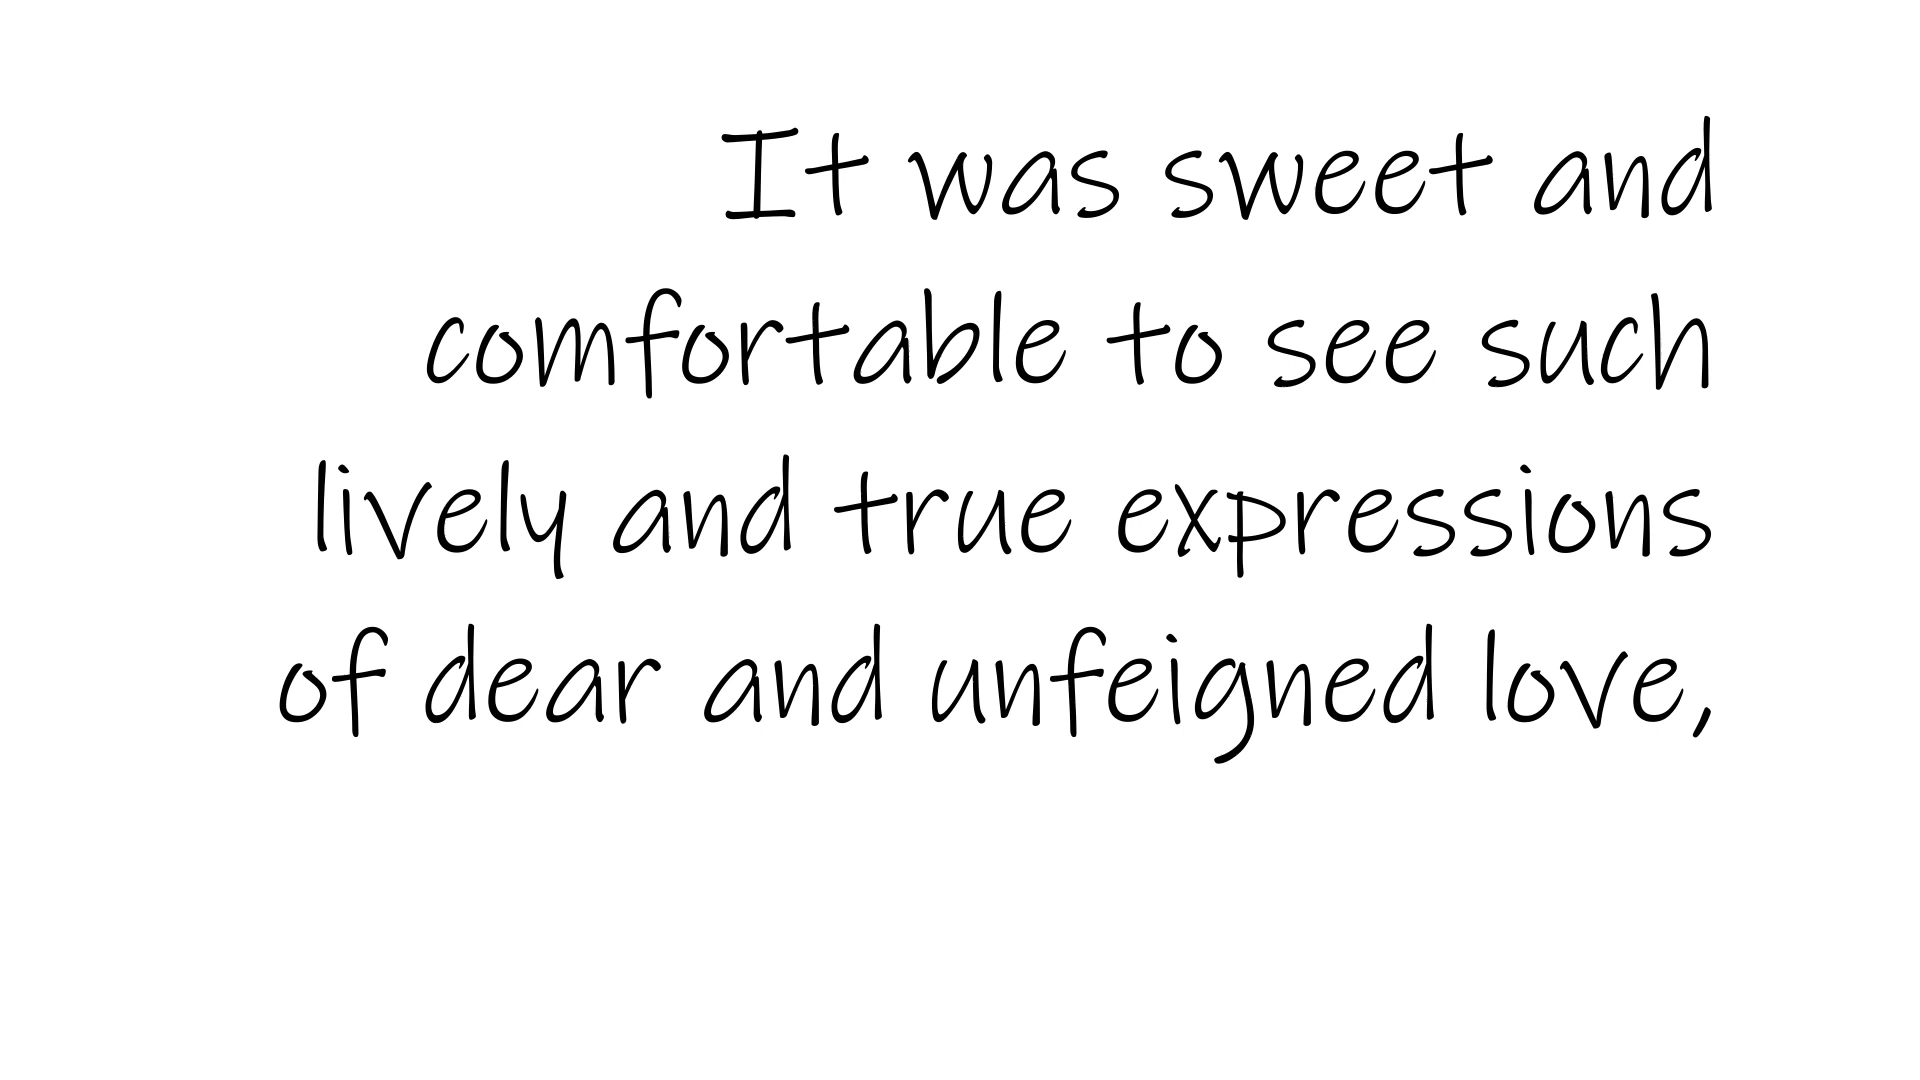 It was sweet and
comfortable to see such
lively and true expressions
of dear and unfeigned love,